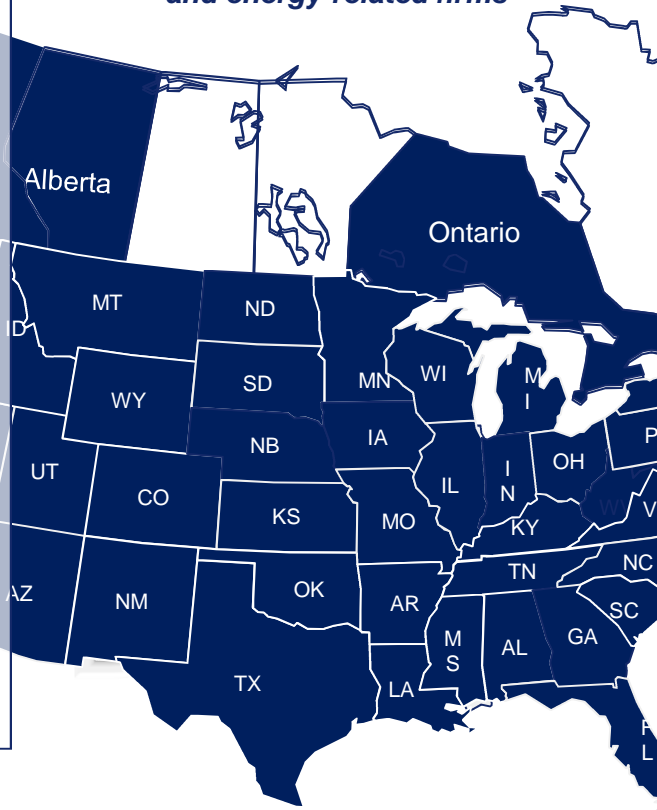 and energy-related firms
Alberta
Ontario
MT
ND
ID
MN
WI
M
I
SD
WY
IA
NB
P
OH
UT
IL
I
N
CO
WV
V
KS
MO
KY
NC
TN
OK
AZ
NM
AR
SC
M
S
AL
GA
TX
LA
F
L